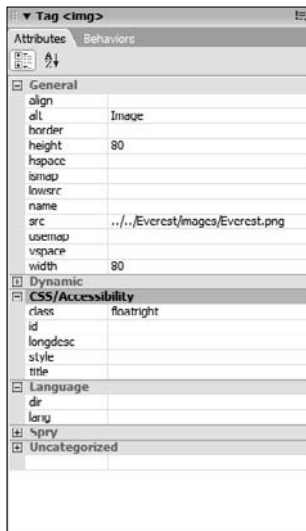 Tag <img>
Attributes Behaviors
General
align
alt Image
border
height 80
hspace
ismap
lowsrc
name
src ../../Everest/images/Everest.png
usemap
vspace
width 80
Dynamic
CSS/Accessibility
class floatright
id
longdesc
style
title
Language
dir
lang
Spry
Uncategorized